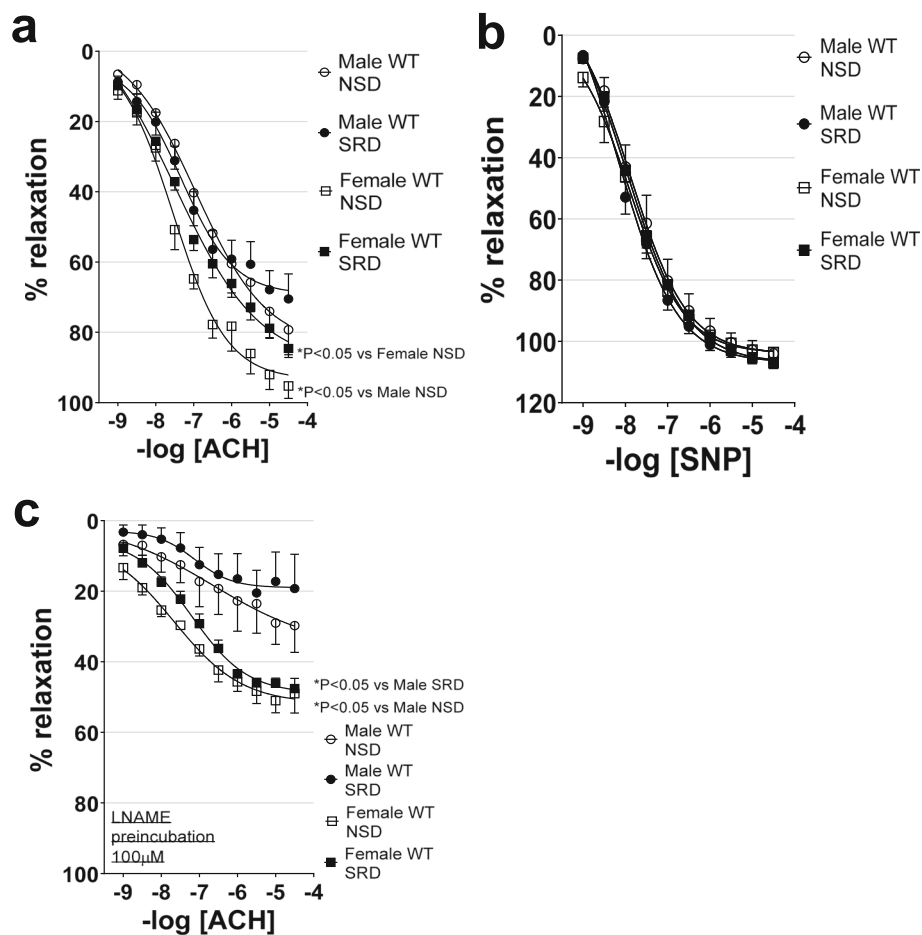 a
0
20
40
60
80
100
% relaxation
-9 -8 -7 -6 -5 -4
-log [ACH]
Male WT
NSD
Male WT
SRD
Female WT
NSD
Female WT
SRD
*P<0.05 vs Female NSD
*P<0.05 vs Male NSD
b
0
20
40
60
80
100
120
% relaxation
-9 -8 -7 -6 -5 -4
-log [SNP]
Male WT
NSD
Male WT
SRD
Female WT
NSD
Female WT
SRD
c
0
20
40
60
80
100
% relaxation
-9 -8 -7 -6 -5 -4
-log [ACH]
*P<0.05 vs Male SRD
*P<0.05 vs Male NSD
Male WT
NSD
Male WT
SRD
Female WT
NSD
Female WT
SRD
LNAME
preincubation
100µM